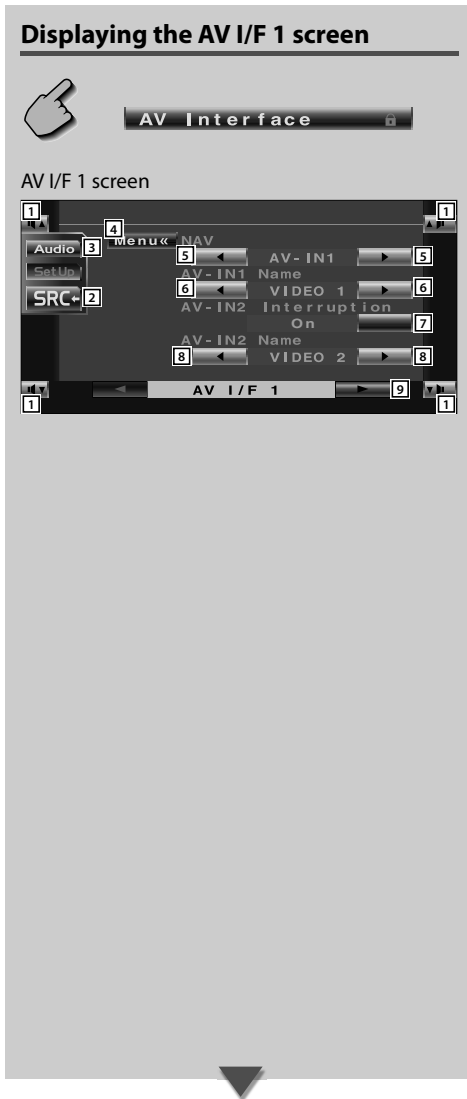 Displaying the AV I/F 1 screen
AV Interface
AV I/F 1 screen
1 1
4
Menu« NAV
Audio 3
5 AV-IN1 5
SetUp
AV-IN1 Name
SRC 2
6 VIDEO 1 6
AV-IN2 Interruption
On 7
AV-IN2 Name
8 VIDEO 2 8
AV I/F 1 9
1 1